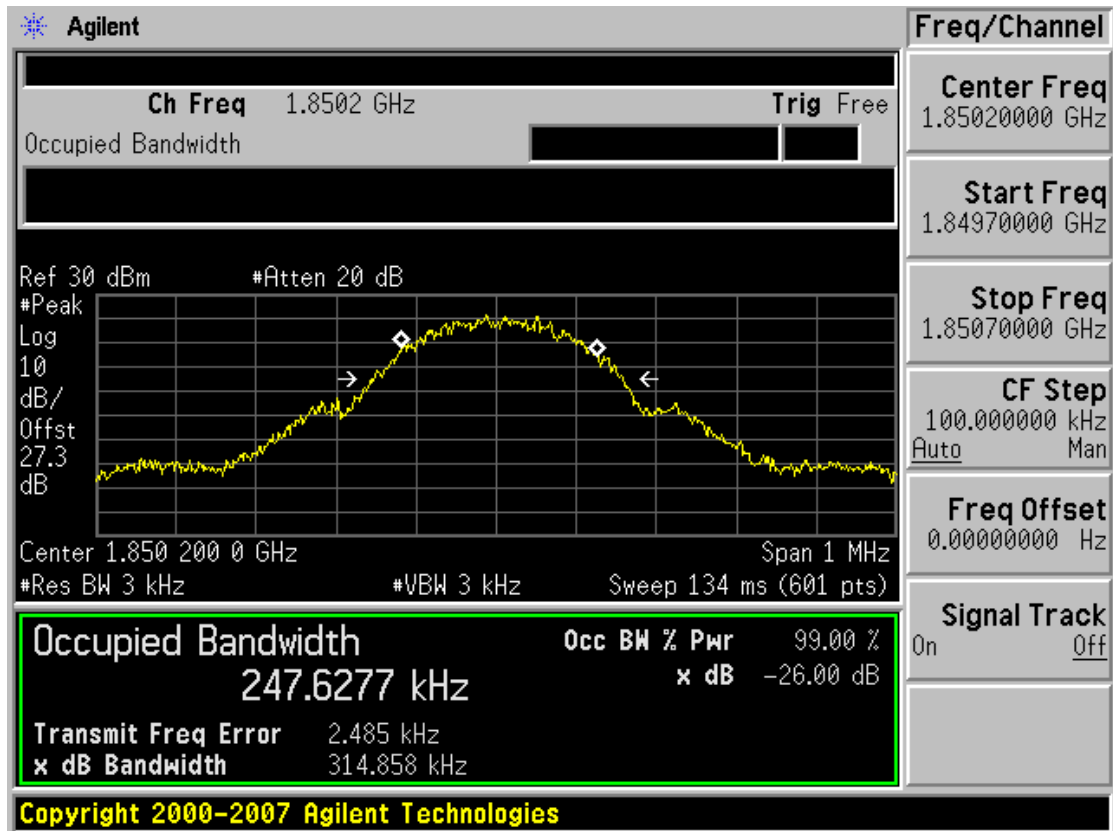 Agilent
Ch Freq 1.8502 GHz Trig Free
Occupied Bandwidth
Ref 30 dBm #Atten 20 dB
#Peak
Log
10
dB/
Offst
27.3
dB
Center 1.850 200 0 GHz Span 1 MHz
#Res BW 3 kHz #VBW 3 kHz Sweep 134 ms (601 pts)
Occupied Bandwidth
247.6277 kHz
Occ BW % Pwr 99.00 %
x dB -26.00 dB
Transmit Freq Error 2.485 kHz
x dB Bandwidth 314.858 kHz
Copyright 2000-2007 Agilent Technologies
Freq/Channel
Center Freq
1.85020000 GHz
Start Freq
1.84970000 GHz
Stop Freq
1.85070000 GHz
CF Step
100.000000 kHz
Auto Man
Freq Offset
0.00000000 Hz
Signal Track
On Off